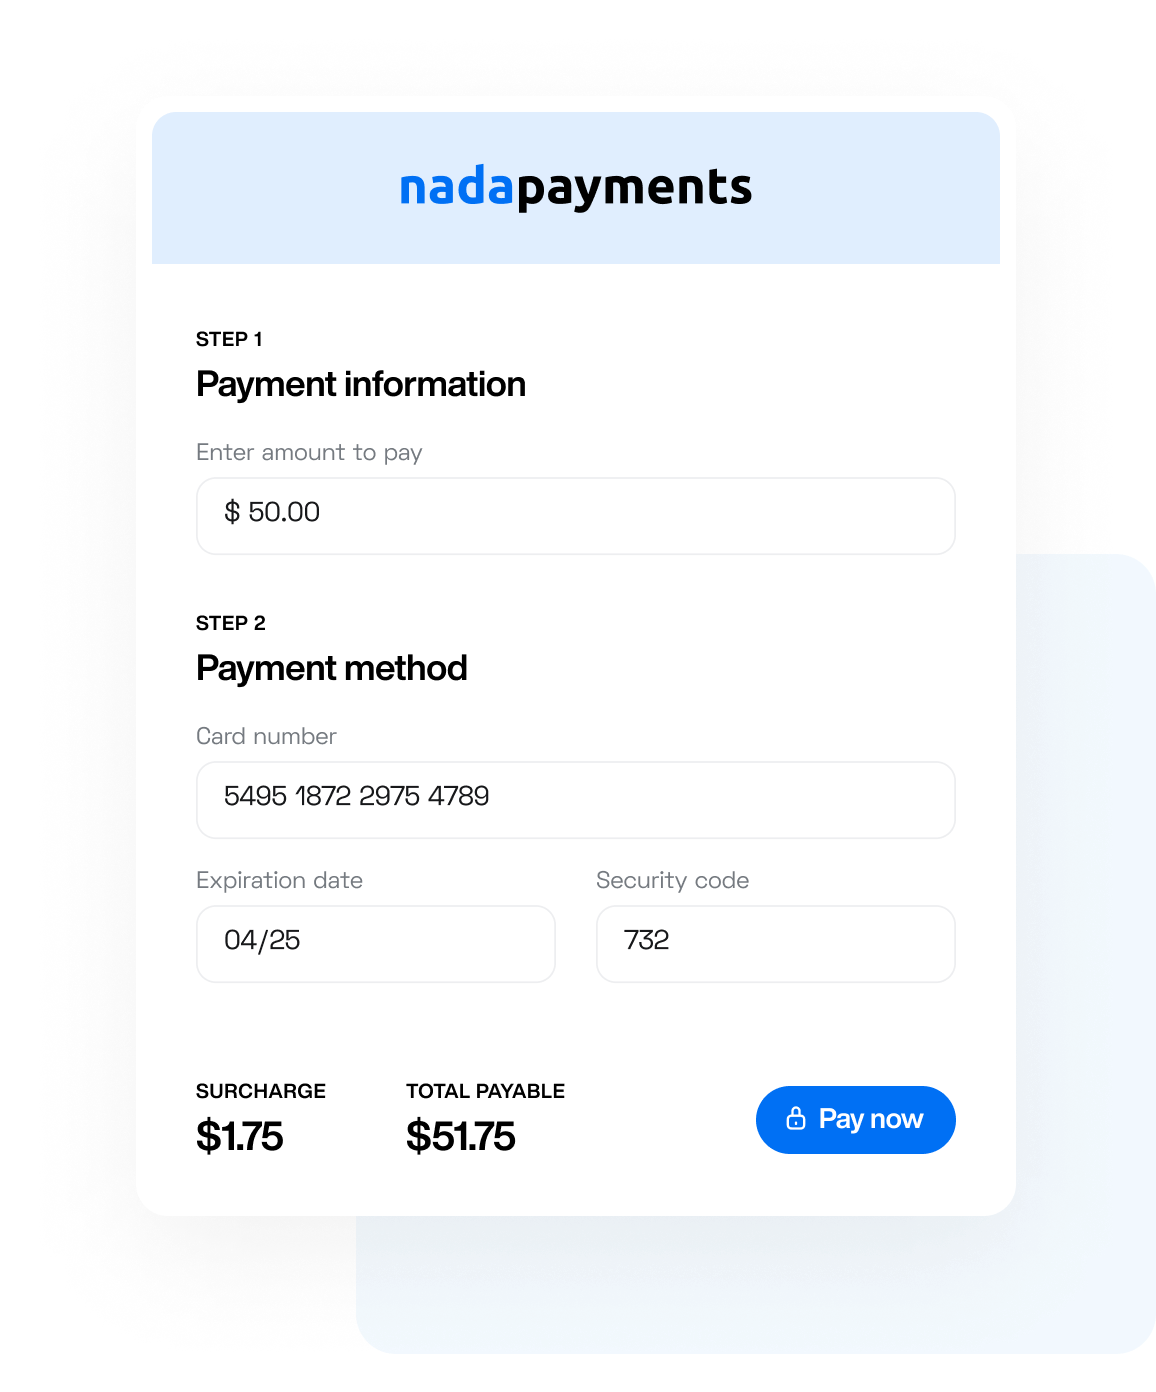 nadapayments
STEP 1
Payment information
Enter amount to pay
$ 50.00
STEP 2
Payment method
Card number
5495 1872 2975 4789
Expiration date
Security code
04/25
732
SURCHARGE
TOTAL PAYABLE
$1.75
$51.75
Pay now